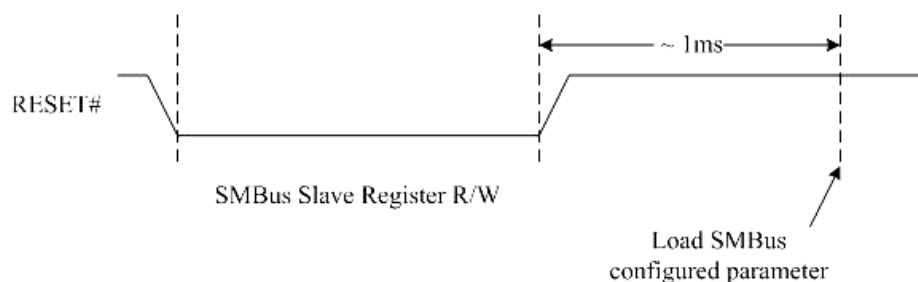 ~ 1ms
RESET#
SMBus Slave Register R/W
Load SMBus
configured parameter